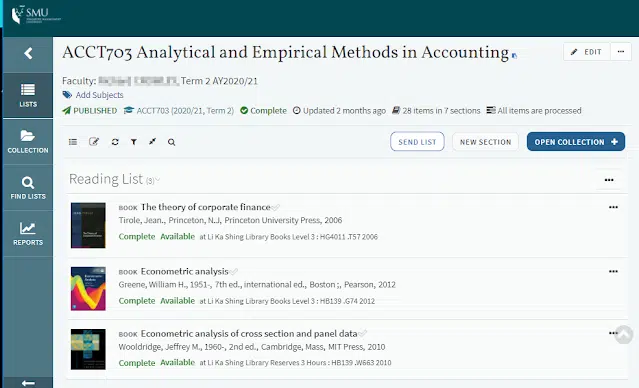 SMU
ACCT703 Analytical and Empirical Methods in Accounting
EDIT
Faculty: Term 2 AY2020/21
Add Subjects
PUBLISHED ACCT703 (2020/21, Term 2) Complete Updated 2 months ago 28 items in 7 sections All items are processed
LISTS
COLLECTION
FIND LISTS
REPORTS
SEND LIST NEW SECTION OPEN COLLECTION +
Reading List (3)
BOOK The theory of corporate finance
Tirole, Jean., Princeton, N.J, Princeton University Press, 2006
Complete Available at Li Ka Shing Library Books Level 3 : HG4011 .T57 2006
BOOK Econometric analysis
Greene, William H., 1951-, 7th ed., international ed., Boston ;, Pearson, 2012
Complete Available at Li Ka Shing Library Books Level 3 : HB139 .G74 2012
BOOK Econometric analysis of cross section and panel data
Wooldridge, Jeffrey M., 1960-, 2nd ed., Cambridge, Mass, MIT Press, 2010
Complete Available at Li Ka Shing Library Reserves 3 Hours : HB139 .W663 2010